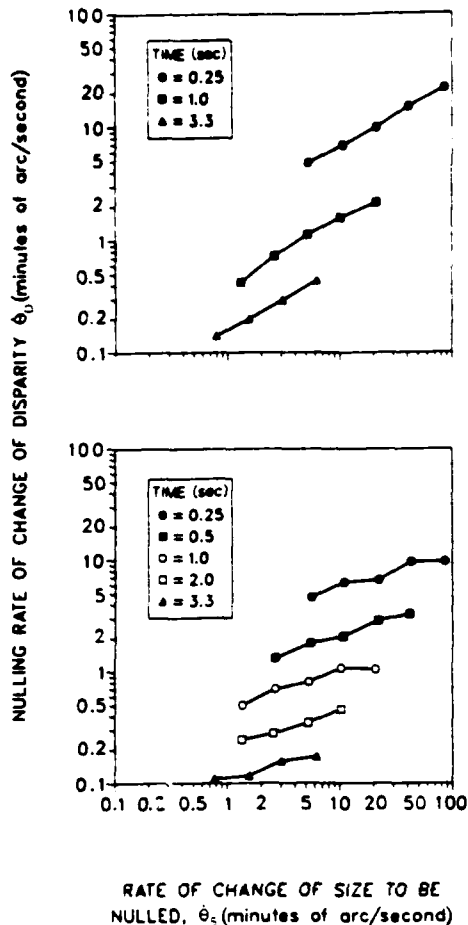 NULLING RATE OF CHANGE OF DISPARITY θ̇D (minutes of arc/second)
100
50
20
10
5
2
1
0.5
0.2
0.1
TIME (sec)
● = 0.25
■ = 1.0
▲ = 3.3
100
50
20
10
5
2
1
0.5
0.2
0.1
TIME (sec)
● = 0.25
■ = 0.5
○ = 1.0
□ = 2.0
▲ = 3.3
0.1 0.2 0.5 1 2 5 10 20 50 100
RATE OF CHANGE OF SIZE TO BE
NULLED, θ̇S (minutes of arc/second)